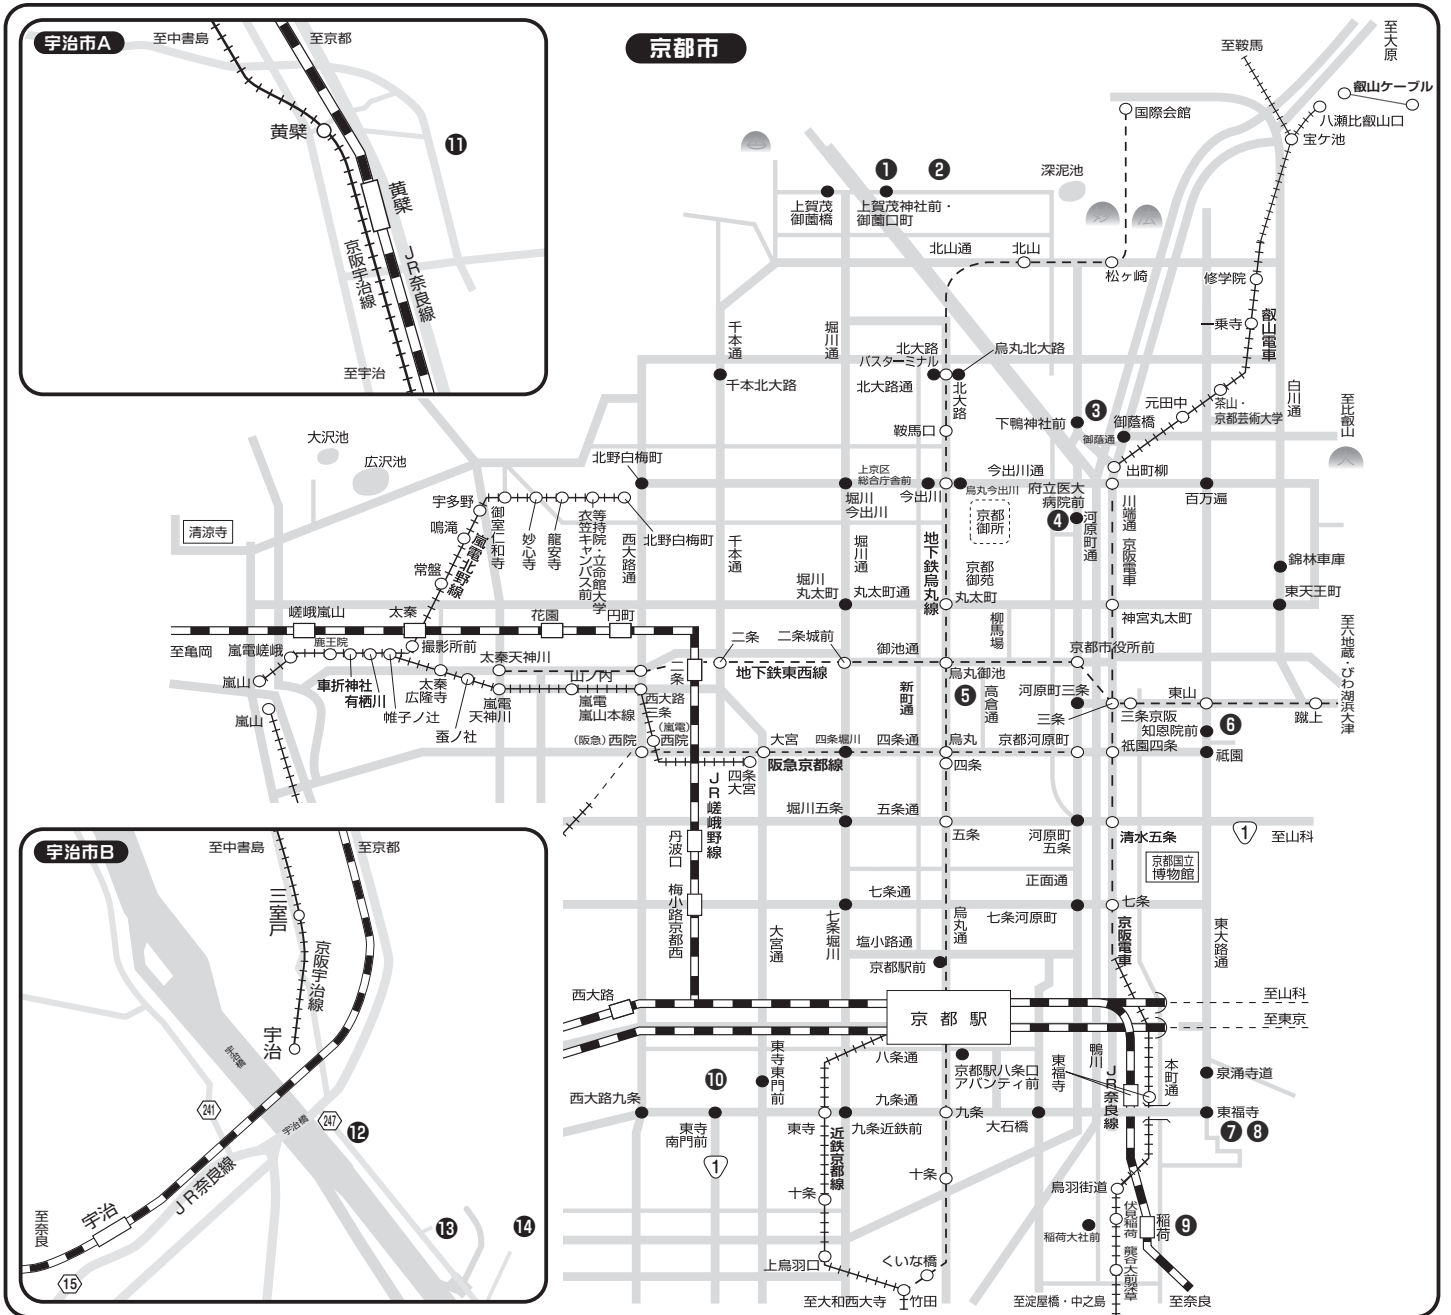 宇治市A
至中書島
至京都
黄檗
⓫
黄檗
京阪宇治線
JR奈良線
至宇治
京都市
至鞍馬
至大原
叡山ケーブル
八瀬比叡山口
宝ケ池
国際会館
深泥池
❶
❷
上賀茂
御薗橋
上賀茂神社前・
御薗口町
妙
法
北山通
北山
松ヶ崎
修学院
一乗寺
叡山電車
千本通
堀川通
北大路
バスターミナル
烏丸北大路
千本北大路
北大路通
北大路
茶山・
京都芸術大学
元田中
白川通
至比叡山
鞍馬口
下鴨神社前
❸
御蔭橋
御蔭通
出町柳
大沢池
広沢池
北野白梅町
上京区
総合庁舎前
今出川通
堀川
今出川
今出川
烏丸今出川
府立医大
病院前
❹
河原町通
川端通
京阪電車
百万遍
清涼寺
宇多野
鳴滝
常盤
御室仁和寺
妙心寺
龍安寺
等持院・立命館大学
衣笠キャンパス前
西大路通
北野白梅町
嵐電北野線
千本通
堀川通
京都
御所
地下鉄烏丸線
京都
御苑
錦林車庫
東天王町
堀川
丸太町
丸太町通
丸太町
神宮丸太町
嵯峨嵐山
太秦
花園
円町
至亀岡
嵐電嵯峨
鹿王院
撮影所前
太秦天神川
二条
二条
二条城前
御池通
柳馬場
京都市役所前
至六地蔵・びわ湖浜大津
嵐山
車折神社
有栖川
帷子ノ辻
太秦
広隆寺
蚕ノ社
嵐電
天神川
山ノ内
嵐電
嵐山本線
西大路
三条
地下鉄東西線
烏丸御池
新町通
❺
高倉通
河原町三条
三条
三条京阪
東山
知恩院前
❻
蹴上
嵐山
(阪急)西院
(嵐電)
西院
大宮
四条堀川
四条通
烏丸
京都河原町
祇園四条
祇園
阪急京都線
四条
四条
大宮
JR嵯峨野線
丹波口
堀川五条
五条通
五条
河原町
五条
清水五条
1
至山科
京都国立
博物館
梅小路京都西
七条通
正面通
七条河原町
七条
大宮通
七条堀川
塩小路通
烏丸通
京都駅前
京阪電車
東大路通
西大路
京都駅
至山科
至東京
八条通
東寺東門前
❿
京都駅八条口
アバンティ前
東福寺
鴨川
JR奈良線
本町通
泉涌寺道
西大路九条
東寺
南門前
1
東寺
九条通
九条近鉄前
九条
大石橋
東福寺
❼
❽
近鉄京都線
十条
十条
鳥羽街道
稲荷大社前
伏見稲荷
稲荷
❾
上鳥羽口
くいな橋
龍谷大前深草
至大和西大寺
竹田
至淀屋橋・中之島
至奈良
宇治市B
至中書島
至京都
三室戸
京阪宇治線
宇治
宇治橋
宇治橋
241
247
⓬
JR奈良線
宇治
至奈良
15
⓭
⓮